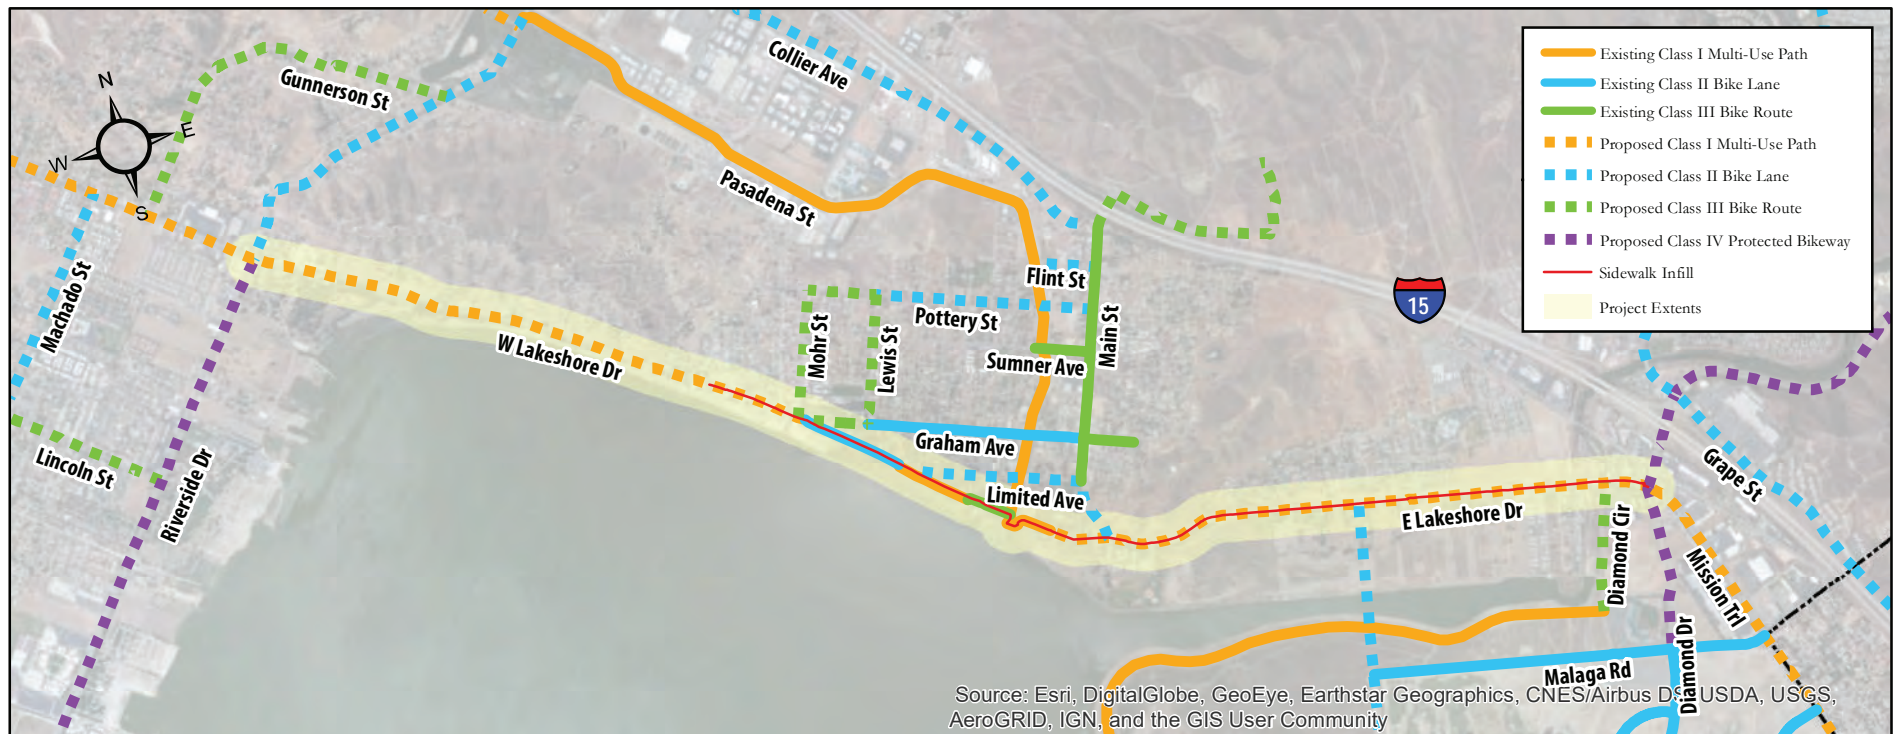 Existing Class I Multi-Use Path
Existing Class II Bike Lane
Existing Class III Bike Route
Proposed Class I Multi-Use Path
Proposed Class II Bike Lane
Proposed Class III Bike Route
Proposed Class IV Protected Bikeway
Sidewalk Infill
Project Extents
N
E
W
S
Gunnerson St
Collier Ave
Pasadena St
Machado St
Lincoln St
Riverside Dr
W Lakeshore Dr
Mohr St
Lewis St
Pottery St
Flint St
Sumner Ave
Main St
Graham Ave
Limited Ave
15
E Lakeshore Dr
Diamond Cir
Grape St
Mission Trl
Malaga Rd
Diamond Dr
Source: Esri, DigitalGlobe, GeoEye, Earthstar Geographics, CNES/Airbus DS, USDA, USGS,
AeroGRID, IGN, and the GIS User Community